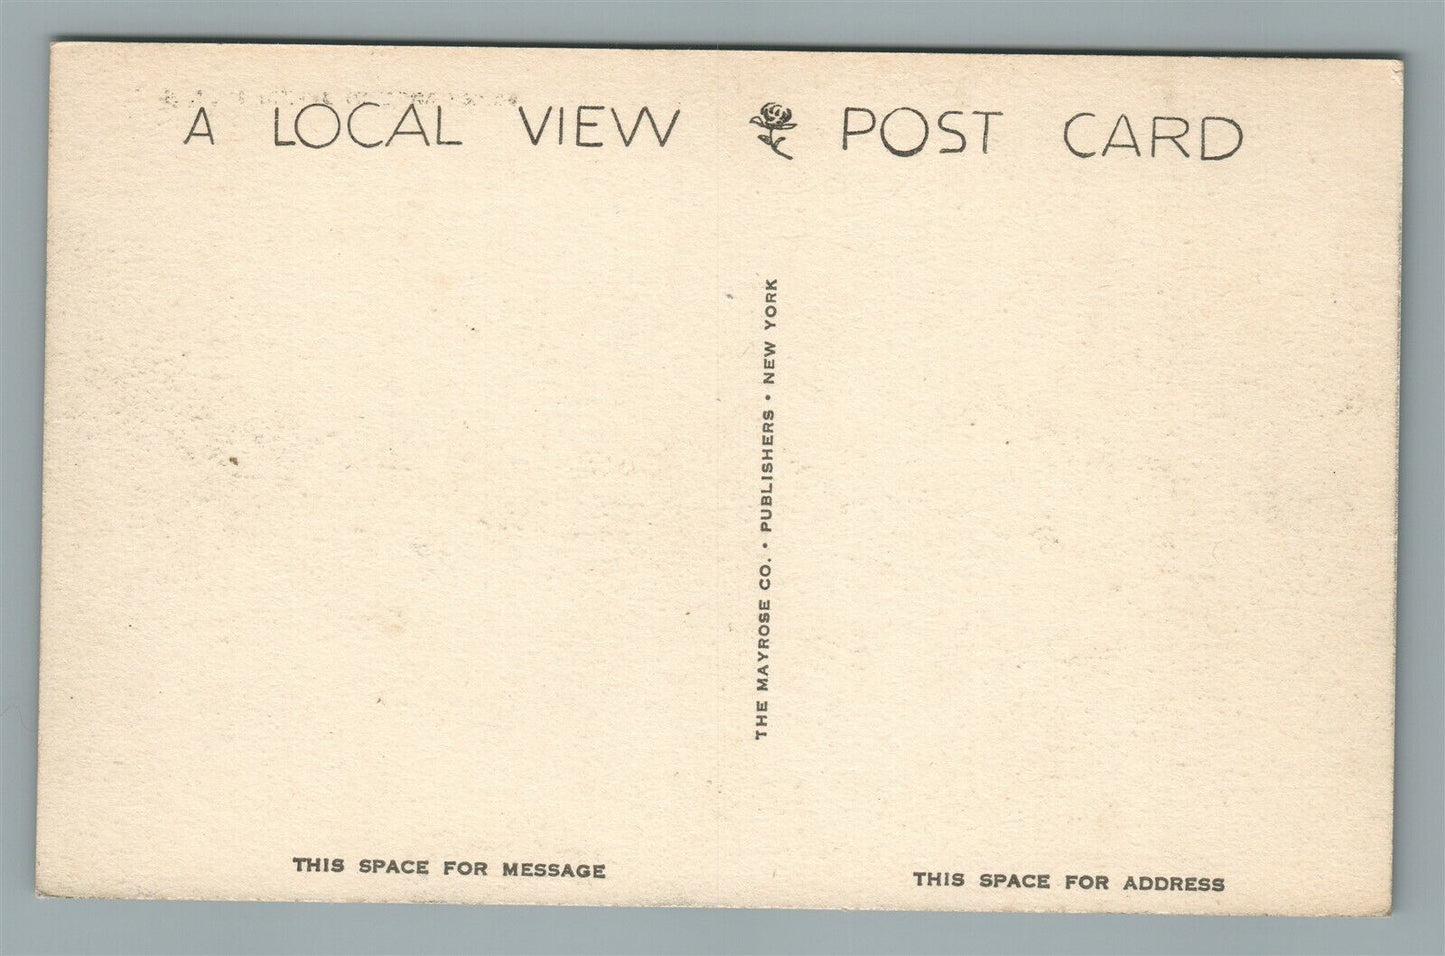 A LOCAL VIEW POST CARD
THE MAYROSE CO. • PUBLISHERS • NEW YORK
THIS SPACE FOR MESSAGE
THIS SPACE FOR ADDRESS